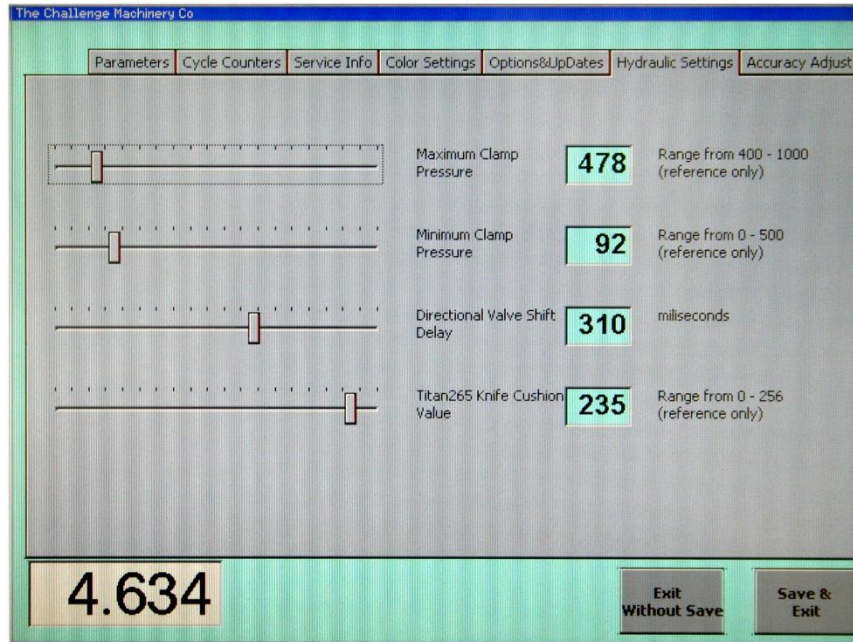 The Challenge Machinery Co
Parameters Cycle Counters Service Info Color Settings Options&UpDates Hydraulic Settings Accuracy Adjust
Maximum Clamp
Pressure
478
Range from 400 - 1000
(reference only)
Minimum Clamp
Pressure
92
Range from 0 - 500
(reference only)
Directional Valve Shift
Delay
310
miliseconds
Titan265 Knife Cushion
Value
235
Range from 0 - 256
(reference only)
4.634
Exit
Without Save
Save &
Exit